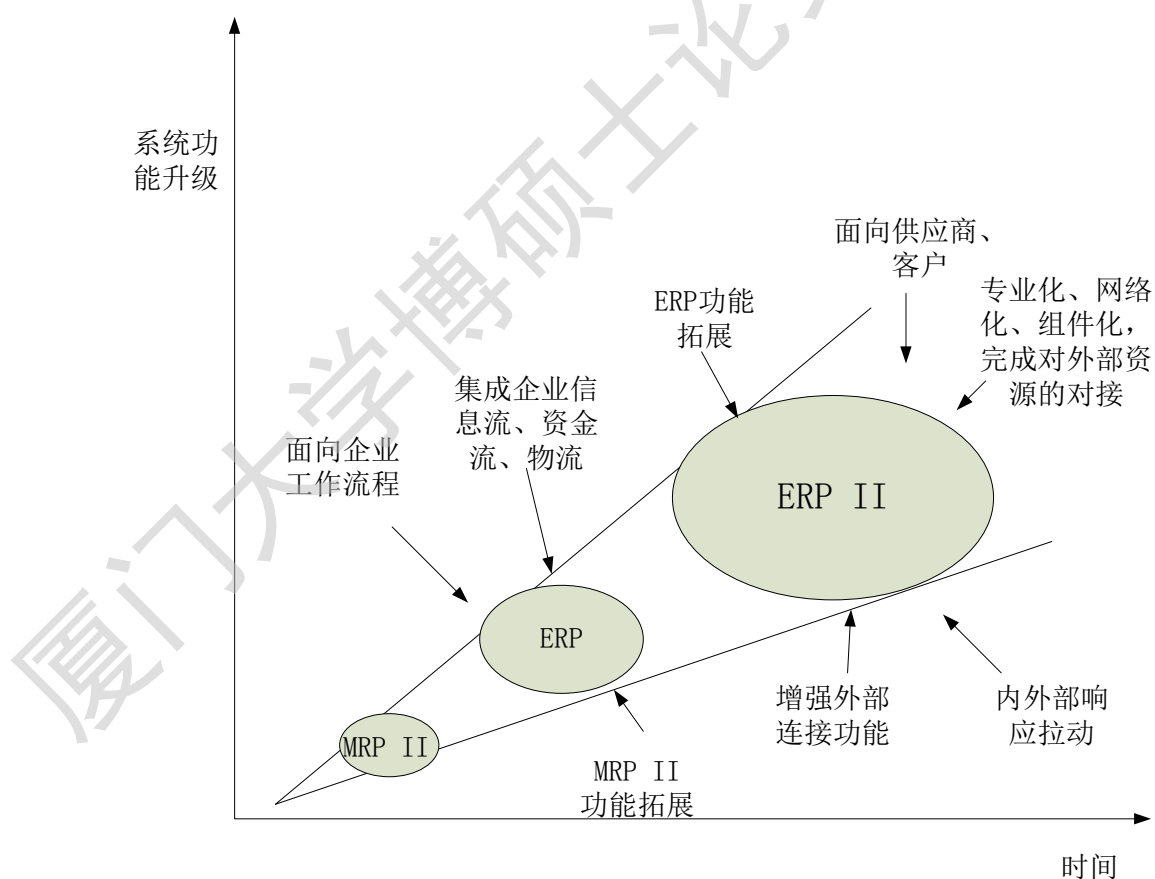 系统功
能升级
面向供应商、
客户
专业化、网络
化、组件化，
完成对外部资
源的对接
ERP功能
拓展
集成企业信
息流、资金
流、物流
面向企业
工作流程
ERP II
ERP
MRP II
增强外部
连接功能
内外部响
应拉动
MRP II
功能拓展
时间
厦门大学博硕士论